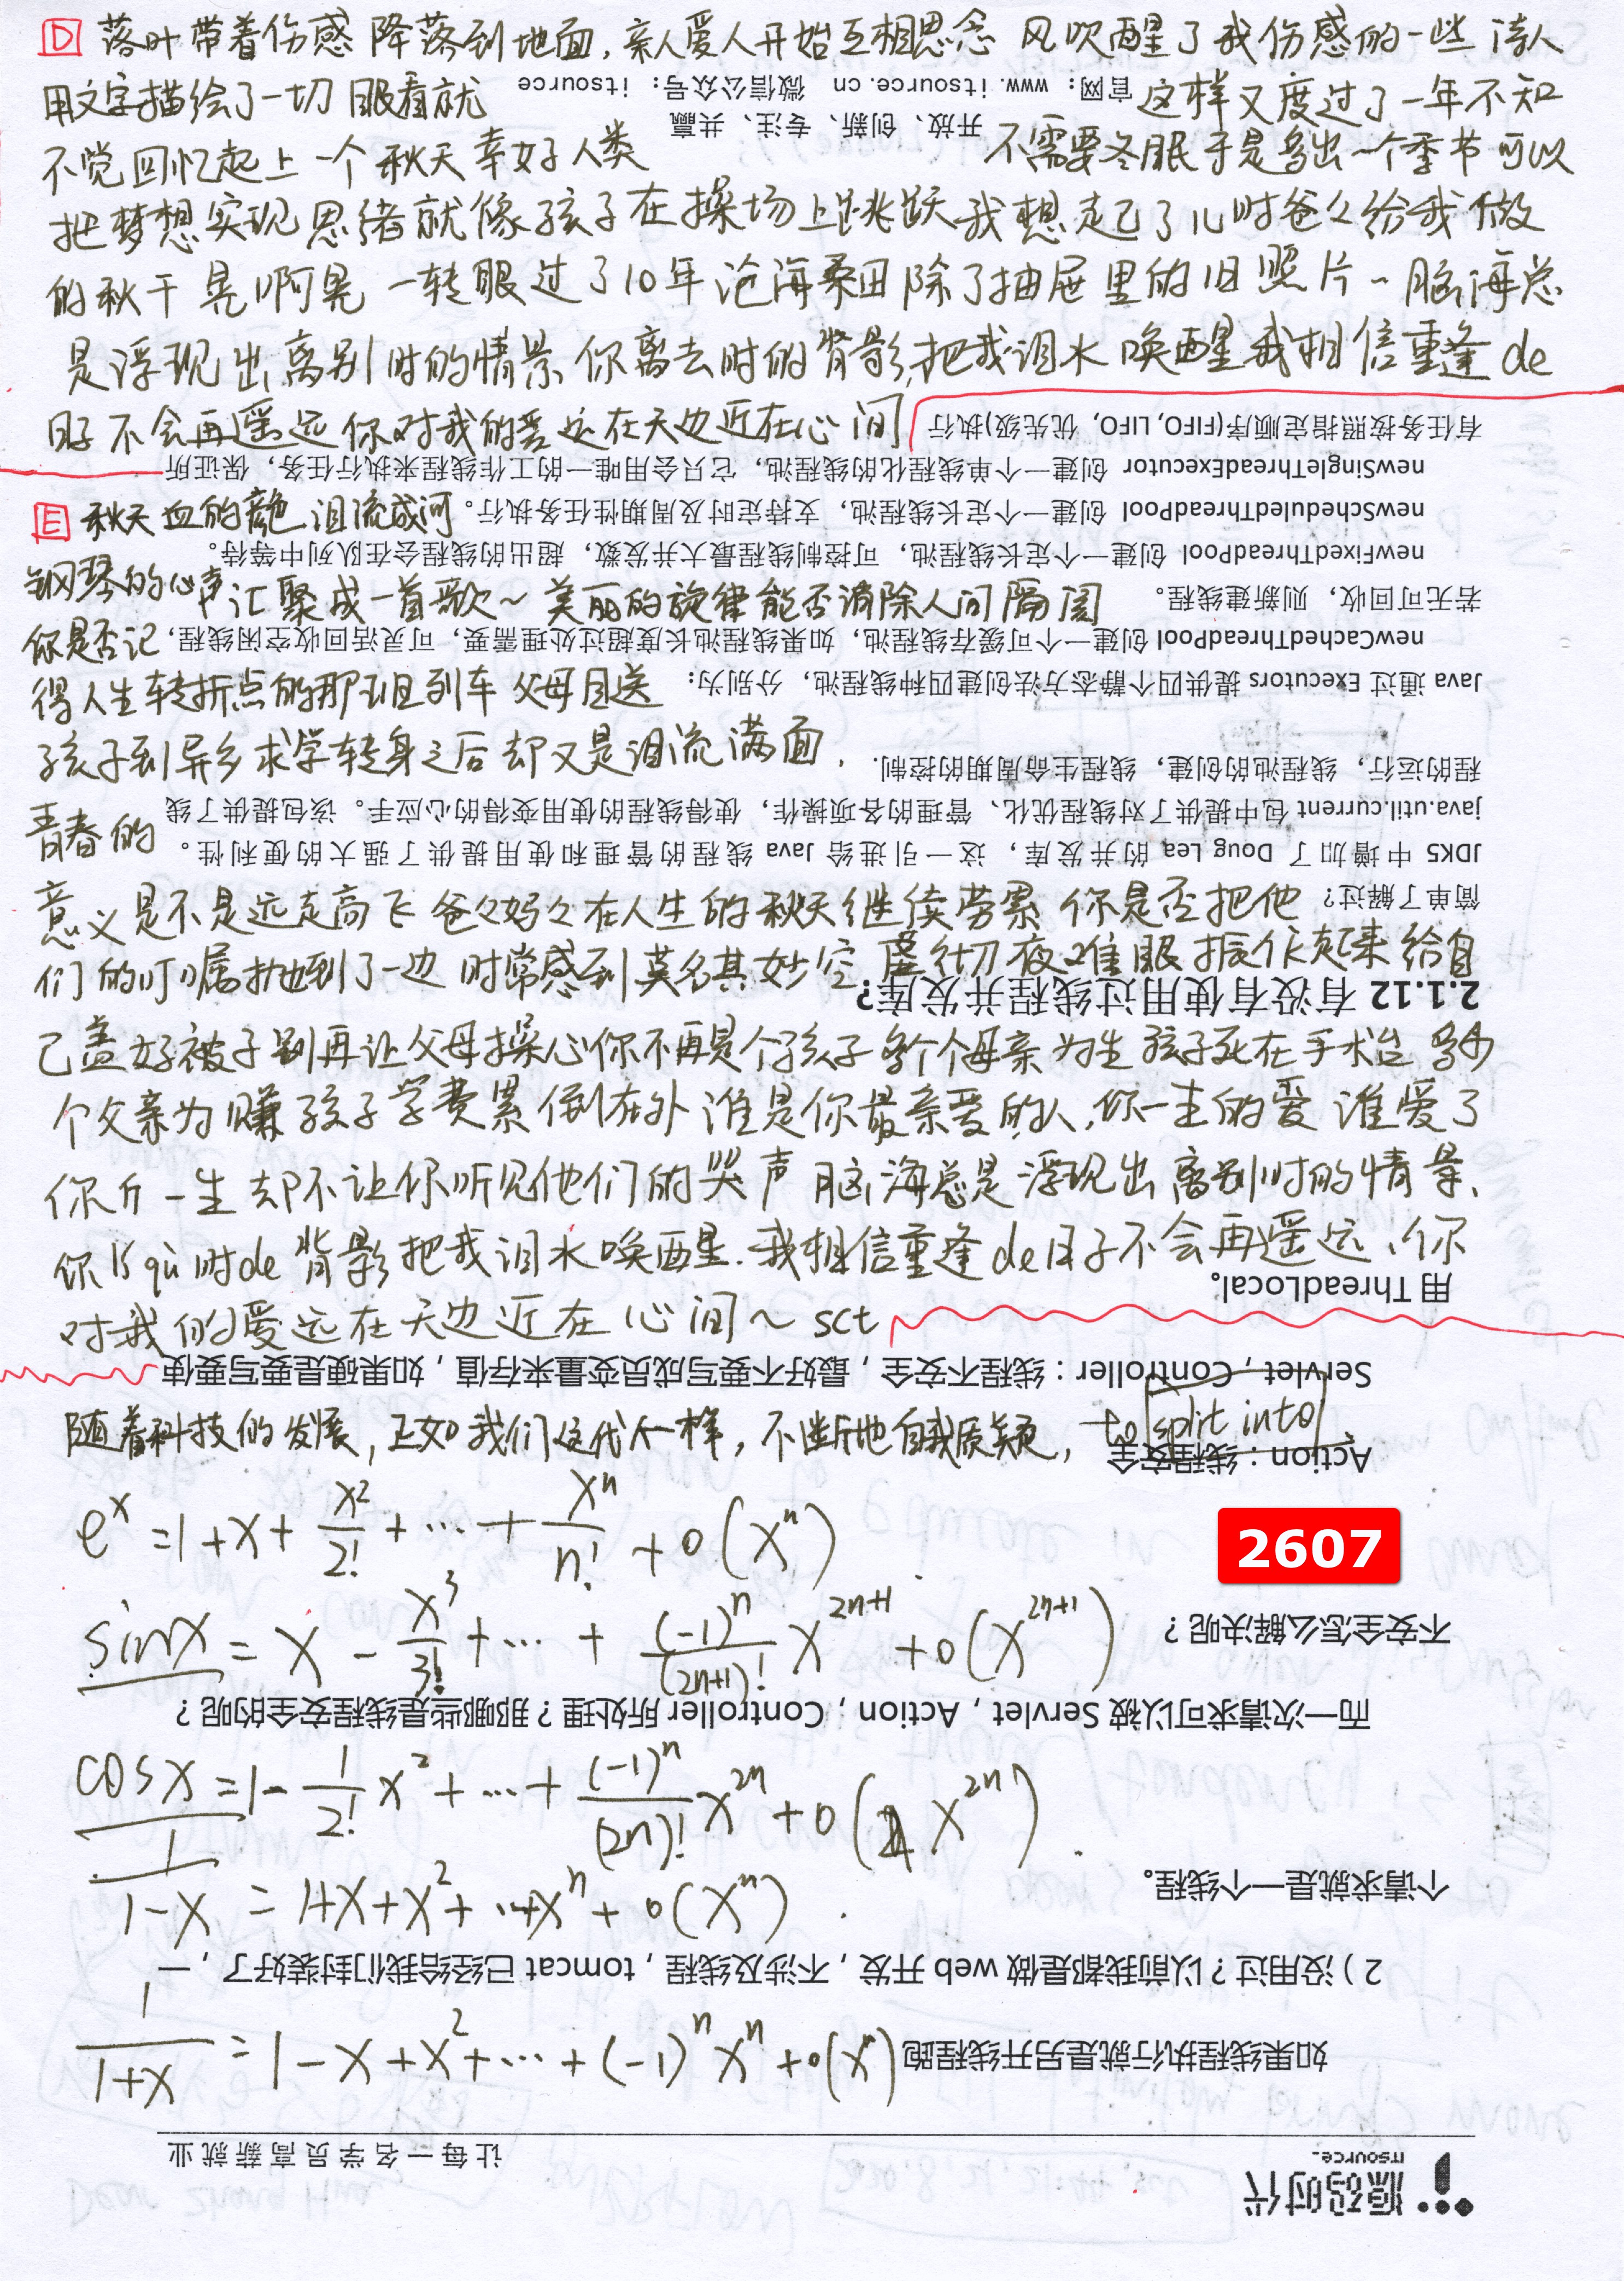 D 落叶带着伤感 降落到地面，亲人爱人开始互相思念 风吹醒了我伤感的一些 诗人
用文字描绘了一切 眼看就
官网：www.itsource.cn 微信公众号：itsource
这样又度过了一年不知
开放、创新、专注、共赢
不觉回忆起上一个秋天幸好人类
不需要冬眠于是多出一个季节可以
把梦想实现 思绪就像孩子在操场上跳跃 我想起了儿时爸々给我做
的秋千晃啊晃 一转眼过了10年沧海桑田除了抽屉里的旧照片~脑海总
是浮现出离别时的情景 你离去时的背影 把我泪水唤醒 我相信重逢de
日子不会再遥远 你对我的爱远在天边近在心间
有任务按照指定顺序(FIFO, LIFO, 优先级)执行
newSingleThreadExecutor 创建一个单线程化的线程池，它只会用唯一的工作线程来执行任务，保证所
E 秋天血的颜色 泪流成河
newScheduledThreadPool 创建一个定长线程池，支持定时及周期性任务执行。
newFixedThreadPool 创建一个定长线程池，可控制线程最大并发数，超出的线程会在队列中等待。
钢琴的心声汇聚成一首歌~ 美丽的旋律能否消除人间隔阂
若无可回收，则新建线程。
你是否记
newCachedThreadPool 创建一个可缓存线程池，如果线程池长度超过处理需要，可灵活回收空闲线程，
得人生转折点的那班列车 父母目送
Java 通过 Executors 提供四个静态方法创建四种线程池，分别为：
孩子到异乡求学转身之后却又是泪流满面，
程的运行，线程池的创建，线程生命周期的控制.
青春的
java.util.current 包中提供了对线程优化、管理的各项操作，使得线程的使用变得的心应手。该包提供了线
JDK5 中增加了 Doug Lea 的并发库，这一引进给 Java 线程的管理和使用提供了强大的便利性。
意义是不是远走高飞 爸々妈々在人生的秋天继续劳累 你是否把他
简单了解过？
们的叮嘱抛到了一边 时常感到莫名其妙空虚彻夜难眠 振作起来给自
2.1.12 有没有使用过线程并发库?
己盖好被子别再让父母操心你不再是个孩子 多个母亲为生孩子死在手术台 多少
个父亲为赚孩子学费累倒在外 谁是你最亲爱的人，你一生的爱 谁爱了
你一生却不让你听见他们的哭声 脑海总是浮现出离别时的情景、
你 qù时de背影把我泪水唤醒.我相信重逢de日子不会再遥远、你
用 ThreadLocal。
对我的爱远在天边近在心间~ sct
Servlet，Controller：线程不安全，最好不要写成员变量来存值，如果硬是要写要使
随着科技的发展，正如我们这代人一样，不断地自我质疑， to split into
Action：线程安全
e^x = 1 + x + x²/2! + … + xⁿ/n! + o(xⁿ)
2607
sinx = x - x³/3! + … + (-1)ⁿ/(2n+1)! x^(2n+1) + o(x^(2n+1))
不安全怎么解决呢？
而一次请求可以被 Servlet，Action，Controller 所处理？那哪些是线程安全的呢？
cosx = 1 - 1/2! x² + … + (-1)ⁿ/(2n)! x^(2n) + o(x^(2n))
个请求就是一个线程。
1/(1-x) = 1+x+x²+…+xⁿ+o(xⁿ)
2）没用过？以前我都是做 web 开发，不涉及线程，tomcat 已经给我们封装好了，一
1/(1+x) = 1-x+x²+…+(-1)ⁿxⁿ+o(xⁿ)
如果线程执行就是另开线程跑
让每一名学员高薪就业
源码时代
ITSOURCE